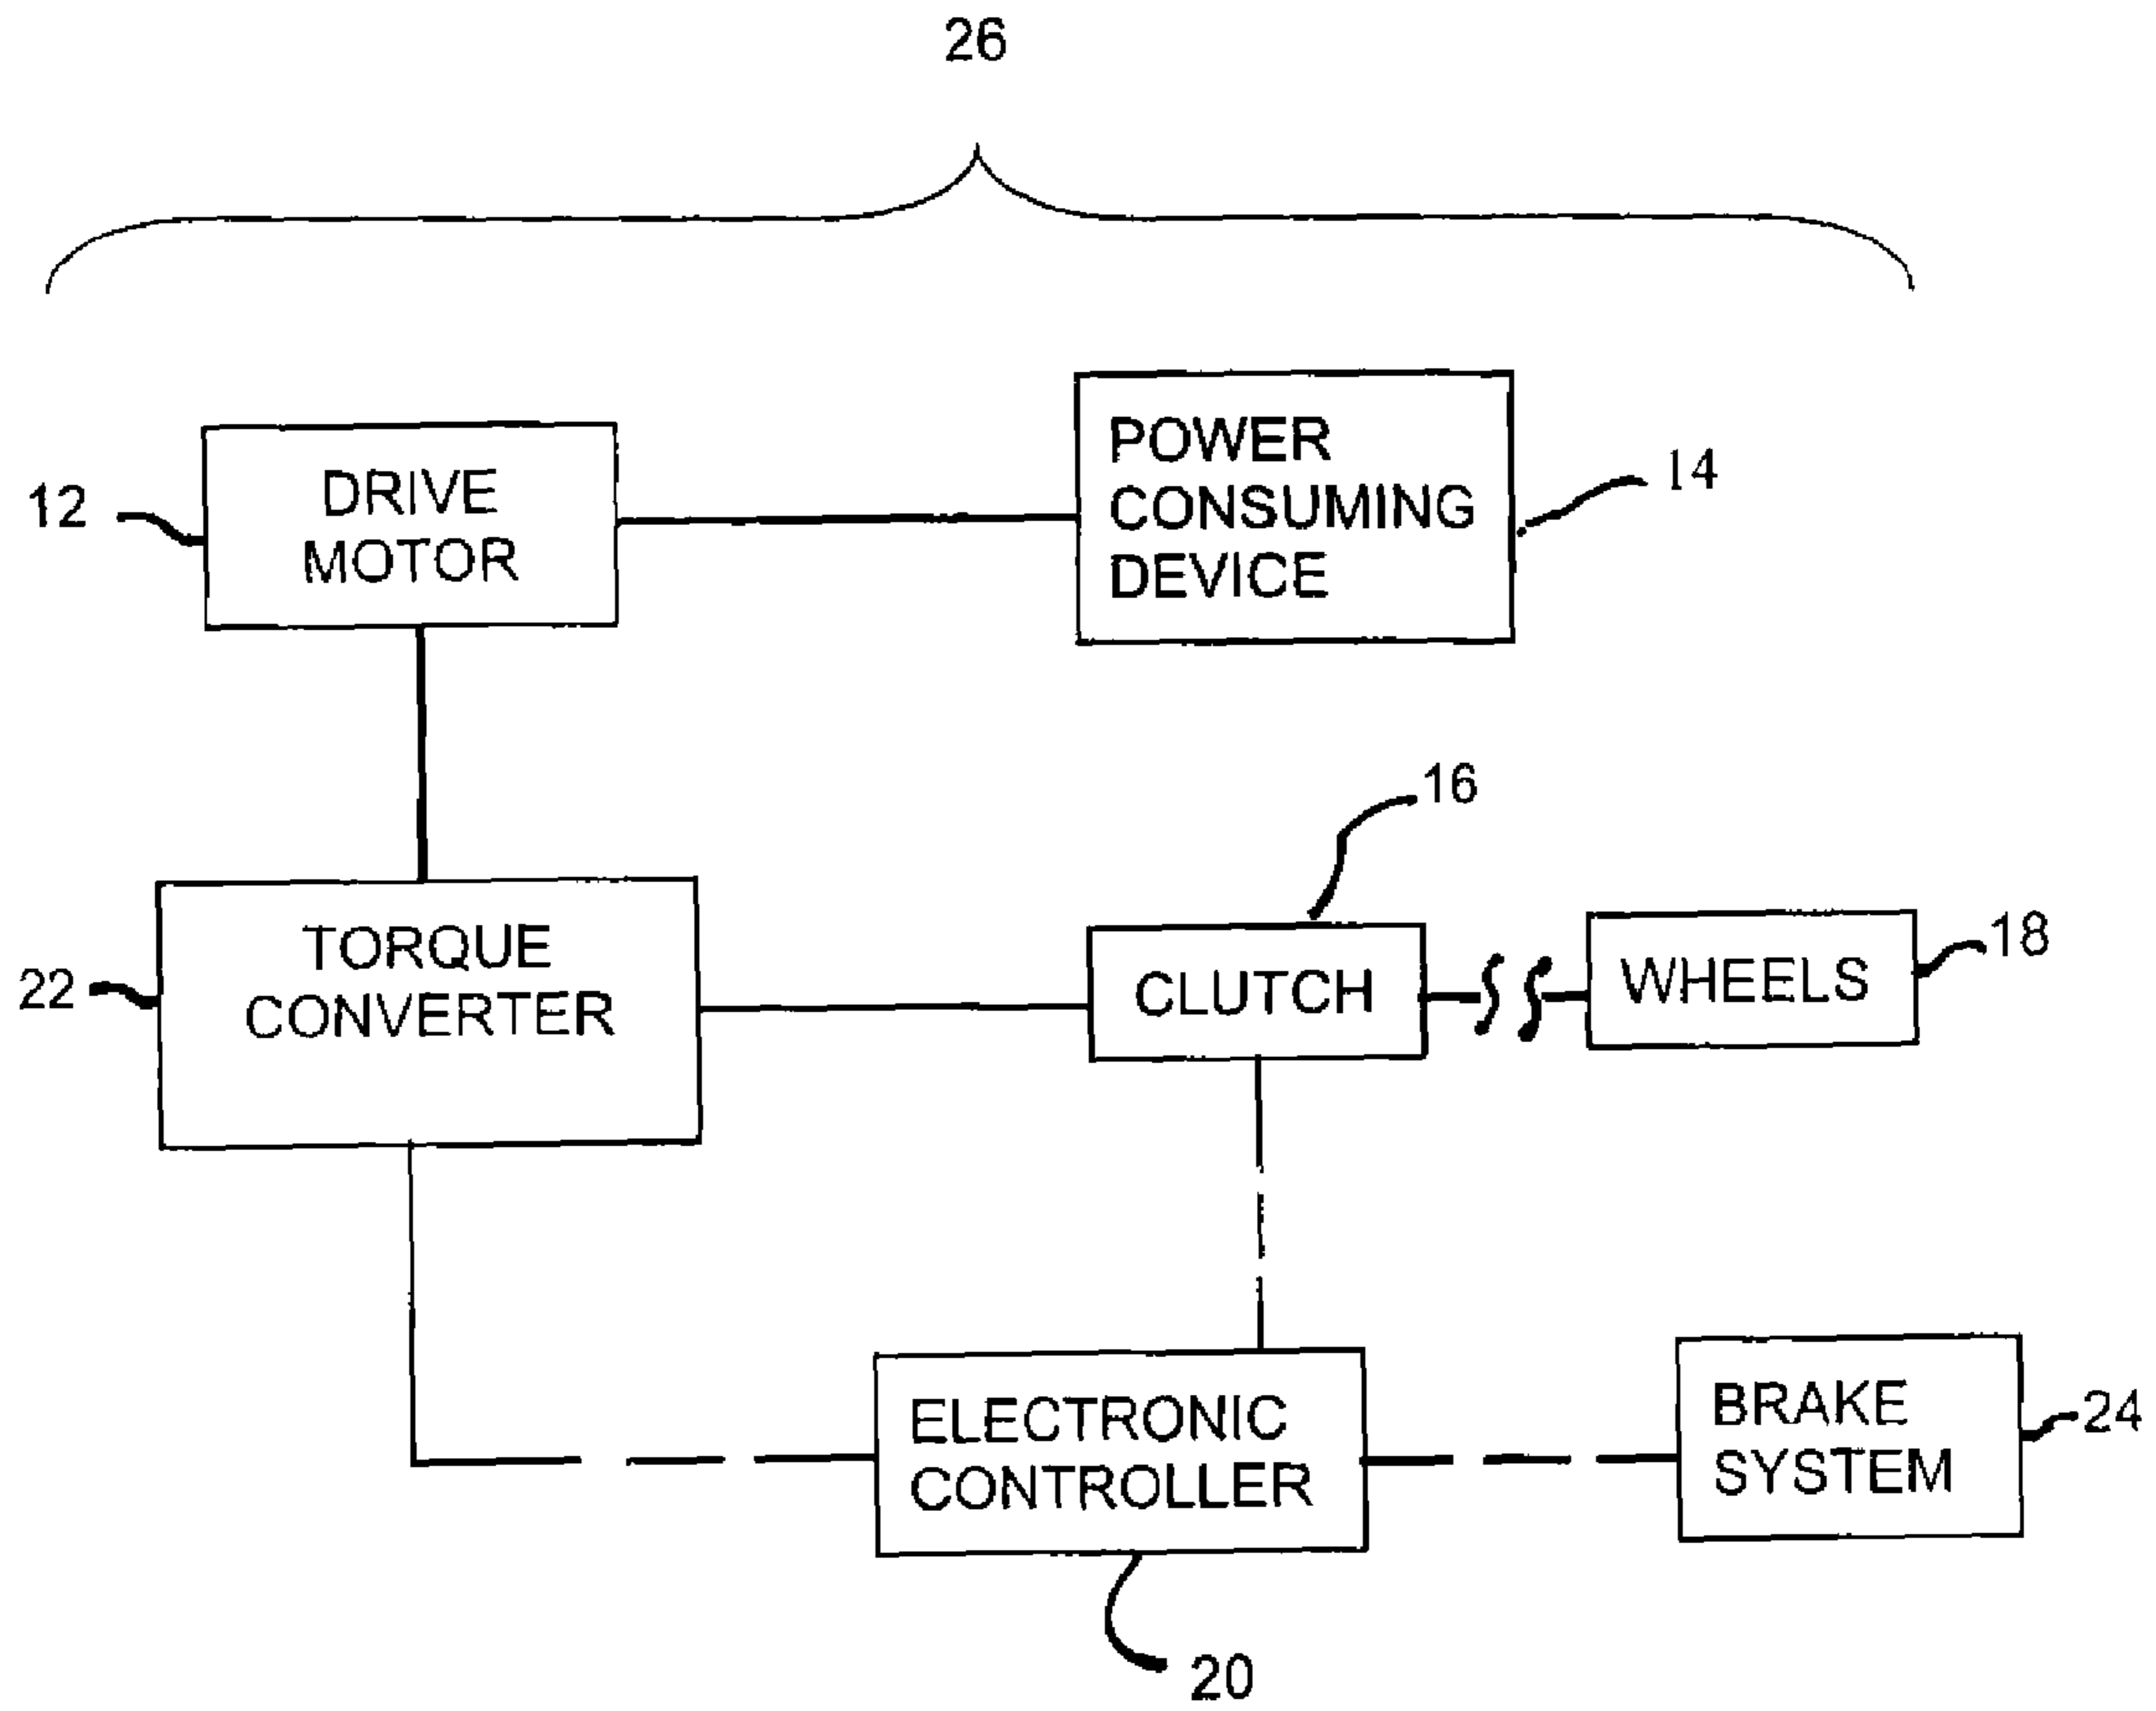 26
DRIVE
MOTOR
12
POWER
CONSUMING
DEVICE
14
16
TORQUE
CONVERTER
22
CLUTCH
WHEELS
18
ELECTRONIC
CONTROLLER
BRAKE
SYSTEM
24
20